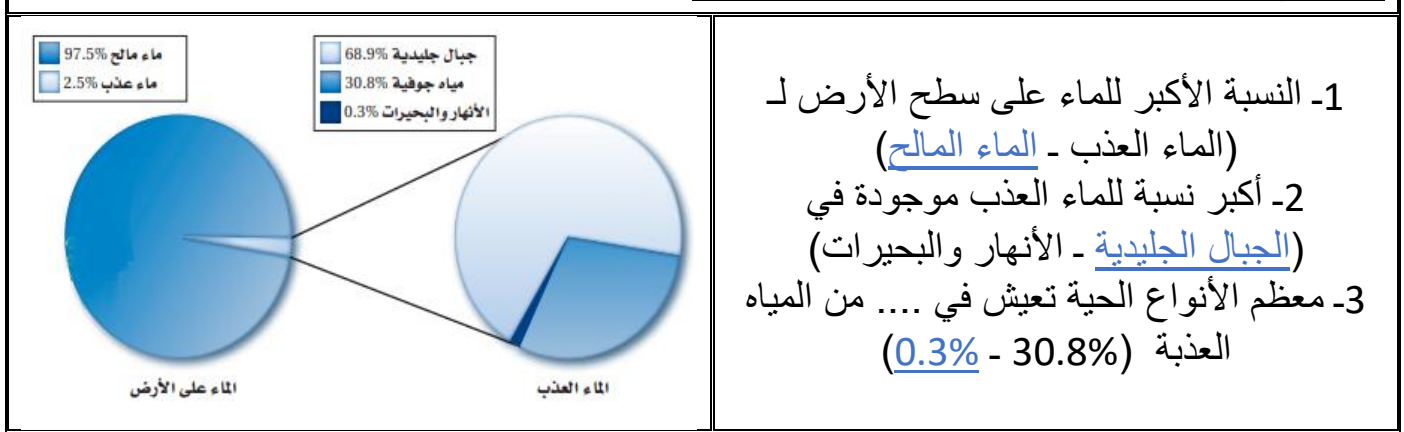 1ـ النسبة الأكبر للماء على سطح الأرض لـ
(الماء العذب ـ الماء المالح)
2ـ أكبر نسبة للماء العذب موجودة في
(الجبال الجليدية ـ الأنهار والبحيرات)
3ـ معظم الأنواع الحية تعيش في .... من المياه
العذبة (30.8% - 0.3%)
جبال جليدية 68.9%
مياه جوفية 30.8%
الأنهار والبحيرات 0.3%
ماء مالح 97.5%
ماء عذب 2.5%
الماء العذب
الماء على الأرض